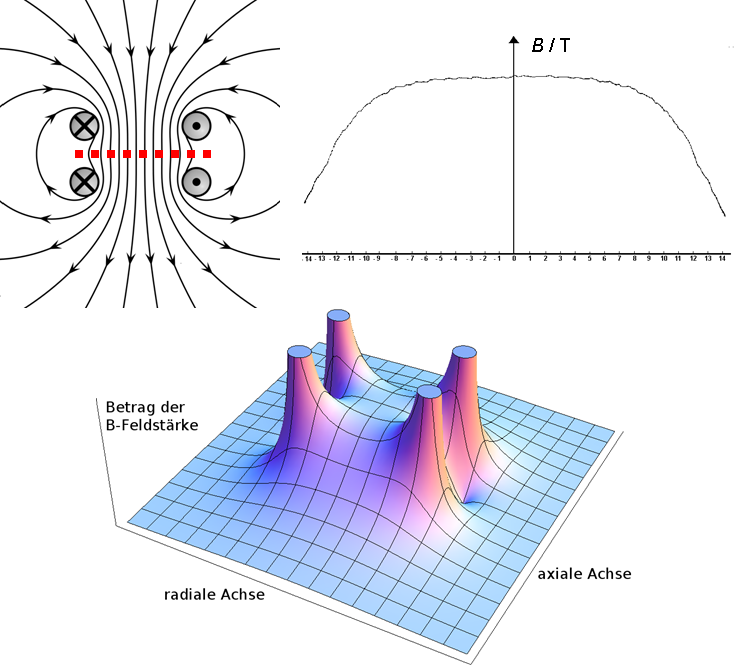 B / T
-14 -13 -12 -11 -10 -9 -8 -7 -6 -5 -4 -3 -2 -1 0 1 2 3 4 5 6 7 8 9 10 11 12 13 14
Betrag der
B-Feldstärke
axiale Achse
radiale Achse